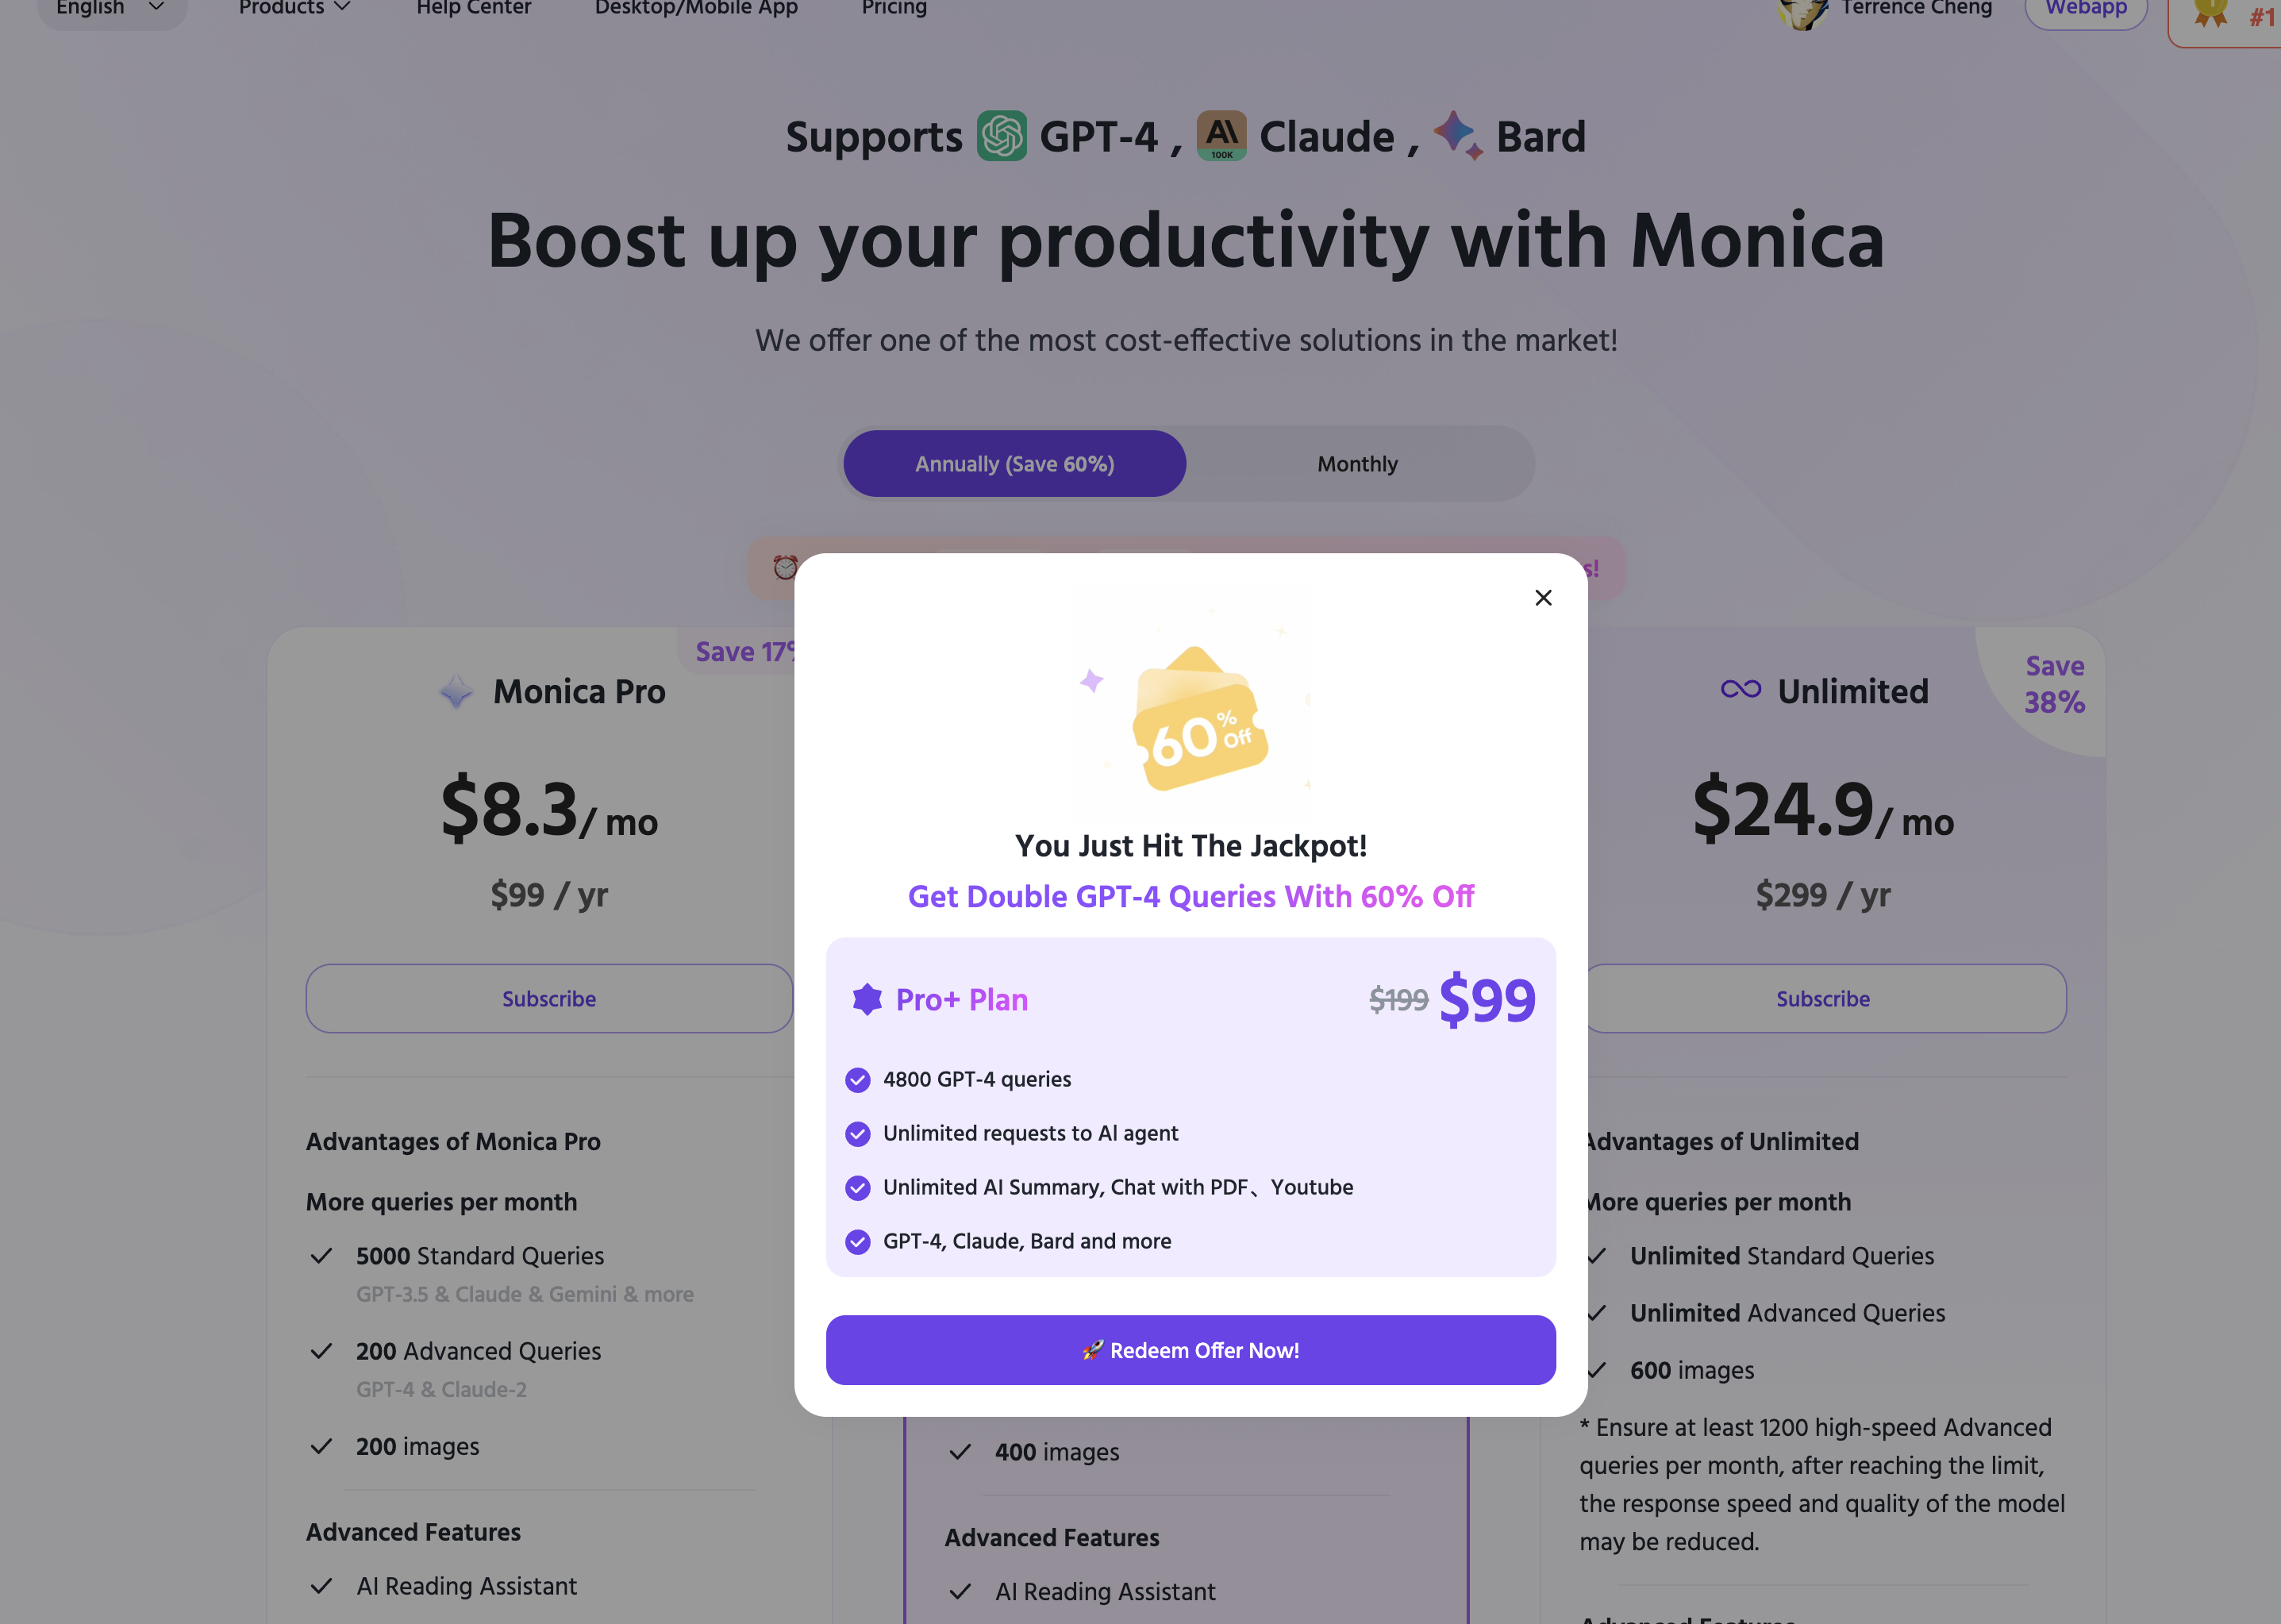 English
Products
Help Center
Desktop/Mobile App
Pricing
Terrence Cheng
Webapp
#1
Supports GPT-4 , AI 100K Claude , Bard
Boost up your productivity with Monica
We offer one of the most cost-effective solutions in the market!
Annually (Save 60%)
Monthly
s!
Save 17%
Monica Pro
$8.3/ mo
$99 / yr
Subscribe
Advantages of Monica Pro
More queries per month
5000 Standard Queries
GPT-3.5 & Claude & Gemini & more
200 Advanced Queries
GPT-4 & Claude-2
200 images
Advanced Features
AI Reading Assistant
60% Off
You Just Hit The Jackpot!
Get Double GPT-4 Queries With 60% Off
Pro+ Plan
$199 $99
4800 GPT-4 queries
Unlimited requests to Al agent
Unlimited AI Summary, Chat with PDF、Youtube
GPT-4, Claude, Bard and more
🚀 Redeem Offer Now!
400 images
Advanced Features
AI Reading Assistant
Save
38%
Unlimited
$24.9/ mo
$299 / yr
Subscribe
Advantages of Unlimited
More queries per month
Unlimited Standard Queries
Unlimited Advanced Queries
600 images
* Ensure at least 1200 high-speed Advanced
queries per month, after reaching the limit,
the response speed and quality of the model
may be reduced.
Advanced Features